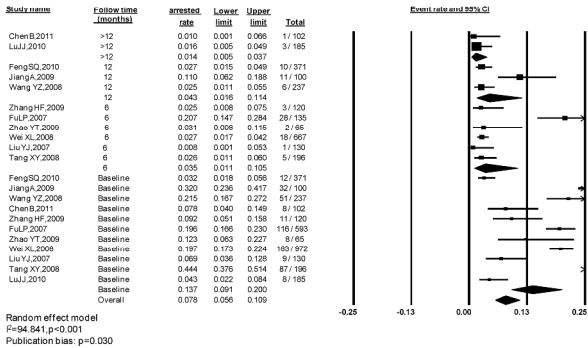 Study name Follow time (months) arrested rate Lower limit Upper limit Total Event rate and 95% CI
ChenB,2011 >12 0.010 0.001 0.066 1/102
LuJJ,2010 >12 0.016 0.005 0.049 3/185
>12 0.014 0.005 0.037
FengSQ,2010 12 0.027 0.015 0.049 10/371
JiangA,2009 12 0.110 0.062 0.188 11/100
Wang YZ,2008 12 0.025 0.011 0.055 6/237
12 0.043 0.016 0.114
Zhang HF,2009 6 0.025 0.008 0.075 3/120
FuLP,2007 6 0.207 0.147 0.284 28/135
Zhao YT,2009 6 0.031 0.008 0.115 2/65
Wei XL,2008 6 0.027 0.017 0.042 18/667
Liu YJ,2007 6 0.008 0.001 0.053 1/130
Tang XY,2008 6 0.026 0.011 0.060 5/196
6 0.035 0.011 0.105
FengSQ,2010 Baseline 0.032 0.018 0.056 12/371
JiangA,2009 Baseline 0.320 0.236 0.417 32/100
Wang YZ,2008 Baseline 0.215 0.167 0.272 51/237
ChenB,2011 Baseline 0.078 0.040 0.149 8/102
Zhang HF,2009 Baseline 0.092 0.051 0.158 11/120
FuLP,2007 Baseline 0.196 0.166 0.230 116/593
Zhao YT,2009 Baseline 0.123 0.063 0.227 8/65
Wei XL,2008 Baseline 0.197 0.173 0.224 183/972
Liu YJ,2007 Baseline 0.069 0.036 0.128 9/130
Tang XY,2008 Baseline 0.444 0.376 0.514 87/196
LuJJ,2010 Baseline 0.043 0.022 0.084 8/185
Baseline 0.137 0.091 0.200
Overall 0.078 0.056 0.109
-0.25 -0.13 0.00 0.13 0.25
Random effect model
I²=94.841,p<0.001
Publication bias: p=0.030